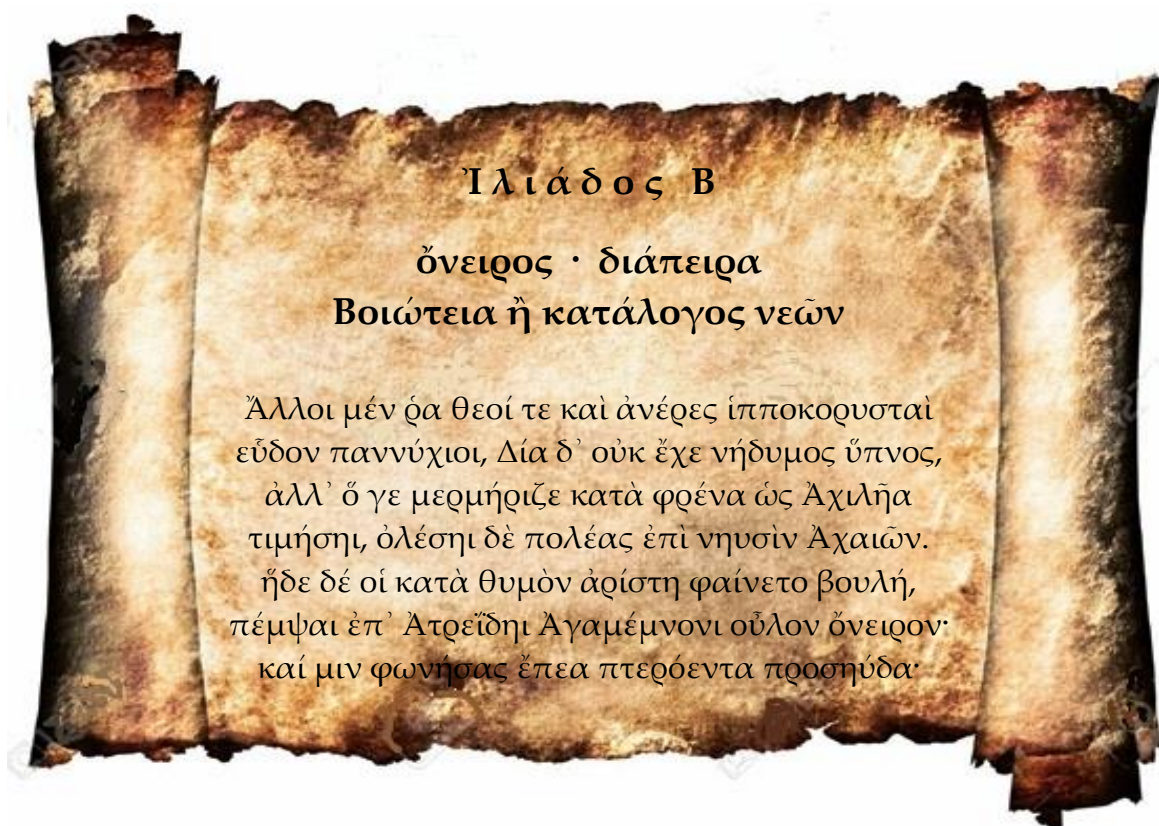 Ἰλιάδος Β
ὄνειρος · διάπειρα
Βοιώτεια ἢ κατάλογος νεῶν
Ἄλλοι μέν ῥα θεοί τε καὶ ἀνέρες ἱπποκορυσταὶ
εὗδον παννύχιοι, Δία δ᾽ οὐκ ἔχε νήδυμος ὕπνος,
ἀλλ᾽ ὅ γε μερμήριζε κατὰ φρένα ὡς Ἀχιλῆα
τιμήσηι, ὀλέσηι δὲ πολέας ἐπὶ νηυσὶν Ἀχαιῶν.
ἥδε δέ οἱ κατὰ θυμὸν ἀρίστη φαίνετο βουλή,
πέμψαι ἐπ᾽ Ἀτρεΐδηι Ἀγαμέμνονι οὖλον ὄνειρον·
καί μιν φωνήσας ἔπεα πτερόεντα προσηύδα·